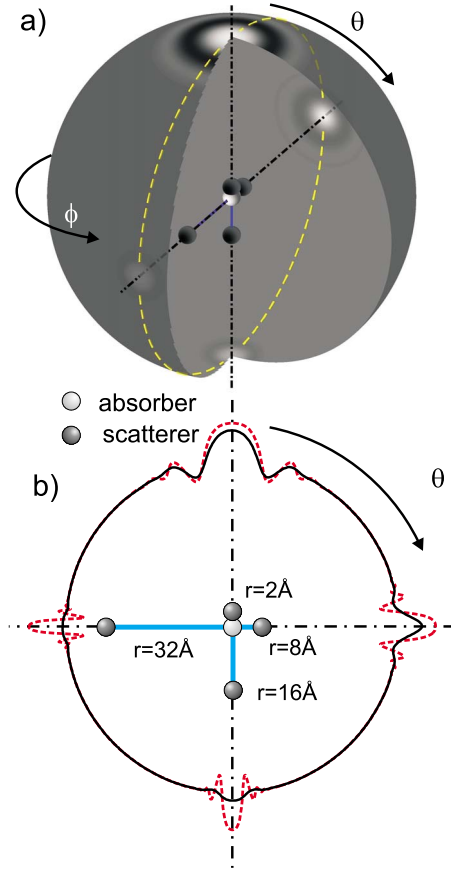 a)
θ
ϕ
absorber
scatterer
b)
θ
r=2Å
r=32Å
r=8Å
r=16Å